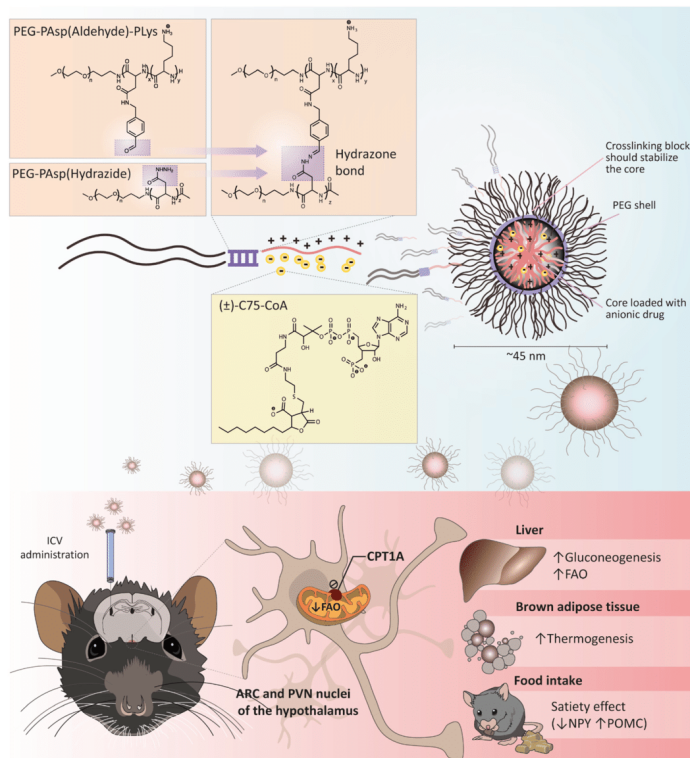 PEG-PAsp(Aldehyde)-PLys
PEG-PAsp(Hydrazide)
Hydrazone
bond
Crosslinking block
should stabilize
the core
PEG shell
Core loaded with
anionic drug
~45 nm
(±)-C75-CoA
ICV
administration
CPT1A
↓FAO
ARC and PVN nuclei
of the hypothalamus
Liver
↑Gluconeogenesis
↑FAO
Brown adipose tissue
↑Thermogenesis
Food intake
Satiety effect
(↓NPY ↑POMC)